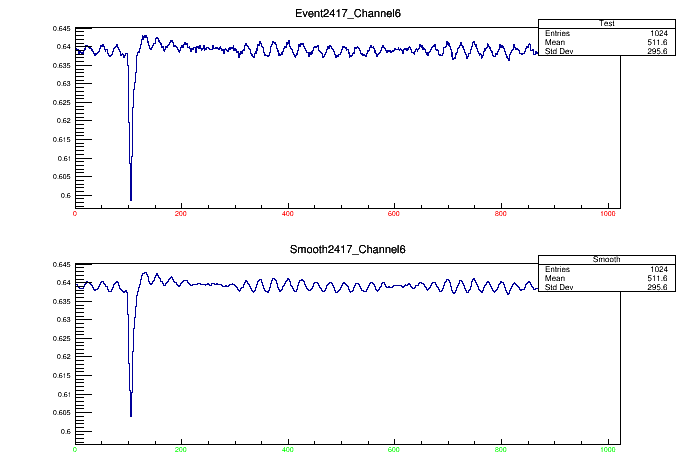 Event2417_Channel6
Test
Entries 1024
Mean 511.6
Std Dev 295.6
0.645
0.64
0.635
0.63
0.625
0.62
0.615
0.61
0.605
0.6
0 200 400 600 800 1000
Smooth2417_Channel6
Smooth
Entries 1024
Mean 511.6
Std Dev 295.6
0.645
0.64
0.635
0.63
0.625
0.62
0.615
0.61
0.605
0.6
0 200 400 600 800 1000